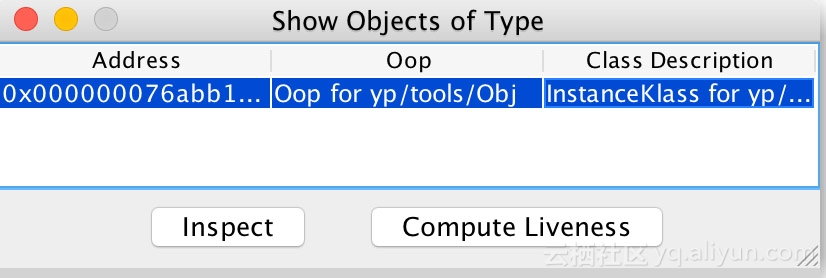 Show Objects of Type
Address Oop Class Description
0x000000076abb1... Oop for yp/tools/Obj InstanceKlass for yp/...
Inspect Compute Liveness
云栖社区 yq.aliyun.com